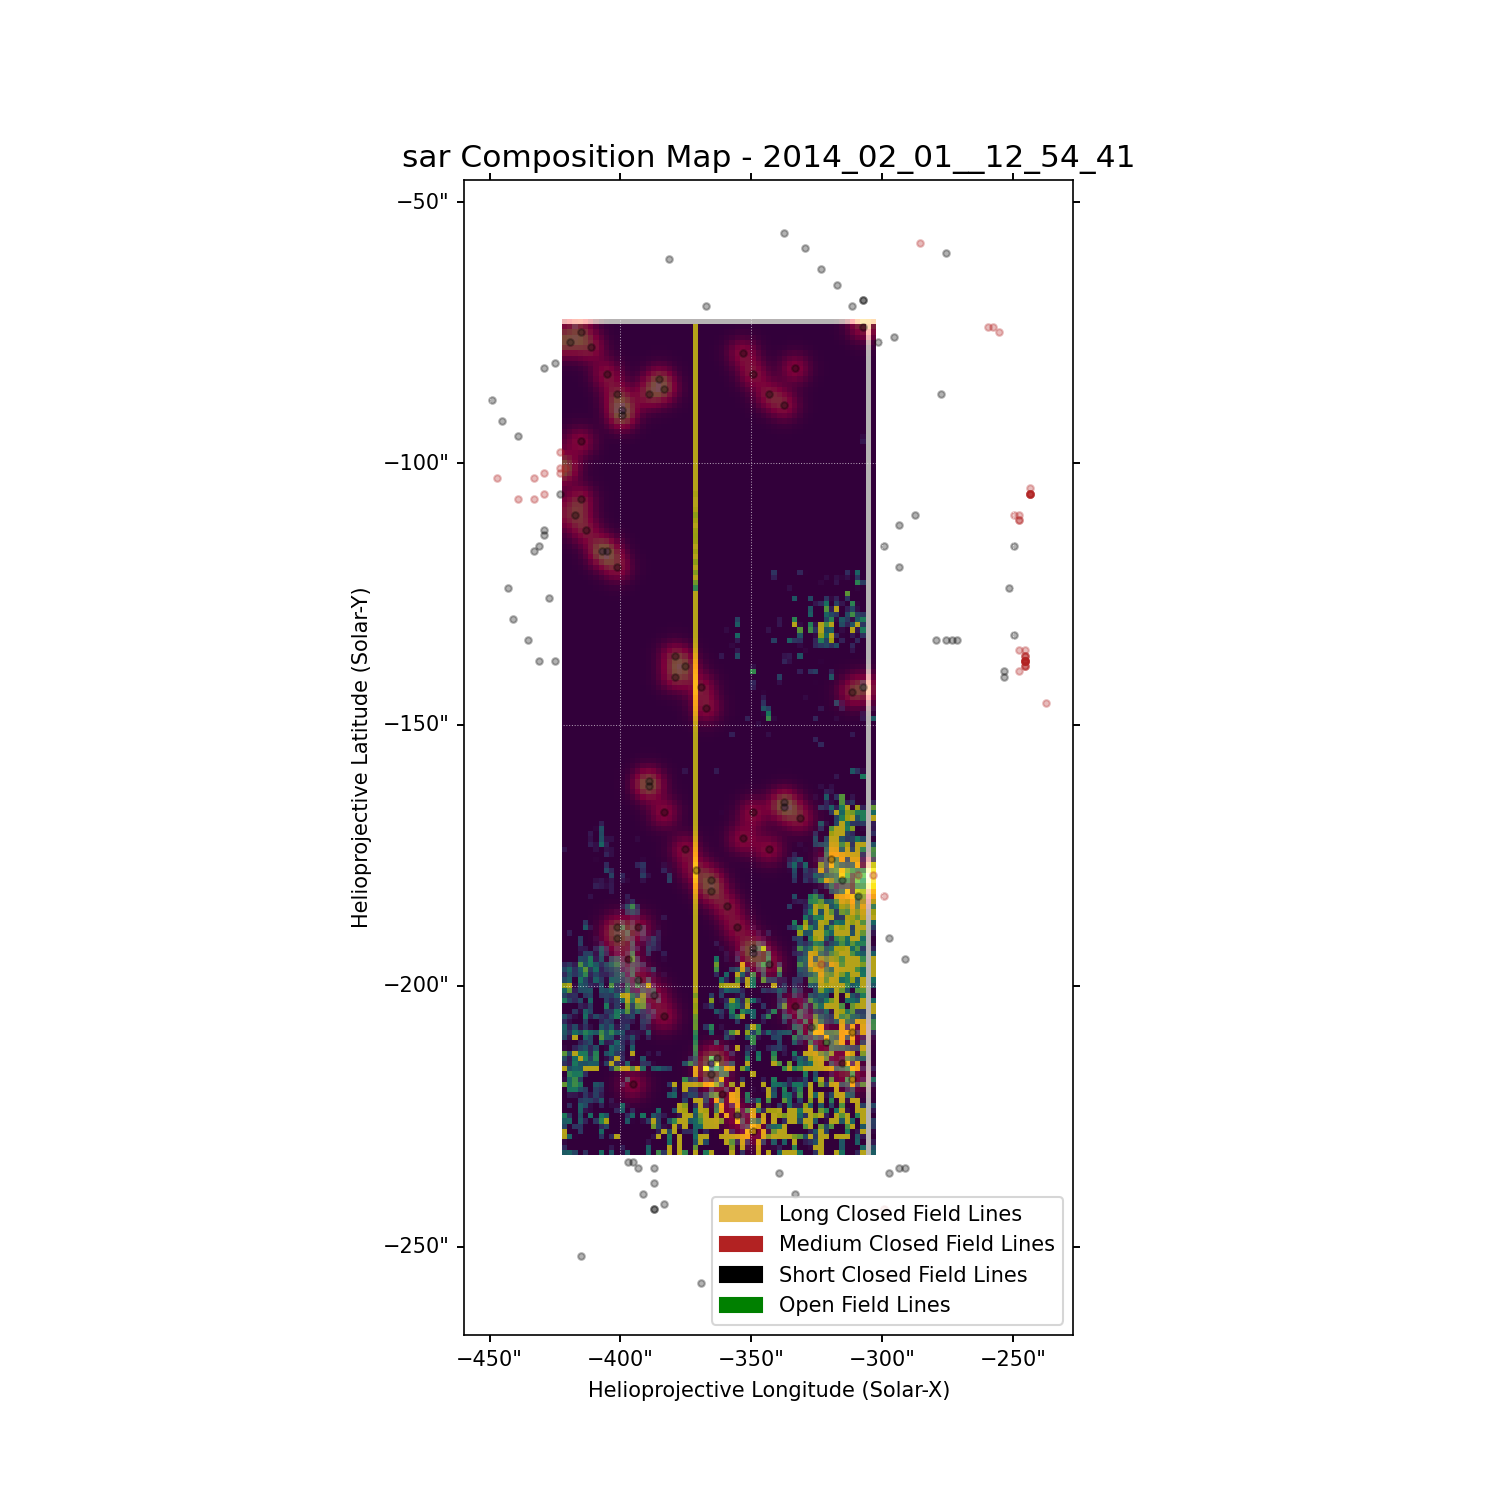 sar Composition Map - 2014_02_01__12_54_41
−50"
−100"
−150"
−200"
−250"
Helioprojective Latitude (Solar-Y)
Long Closed Field Lines
Medium Closed Field Lines
Short Closed Field Lines
Open Field Lines
−450" −400" −350" −300" −250"
Helioprojective Longitude (Solar-X)